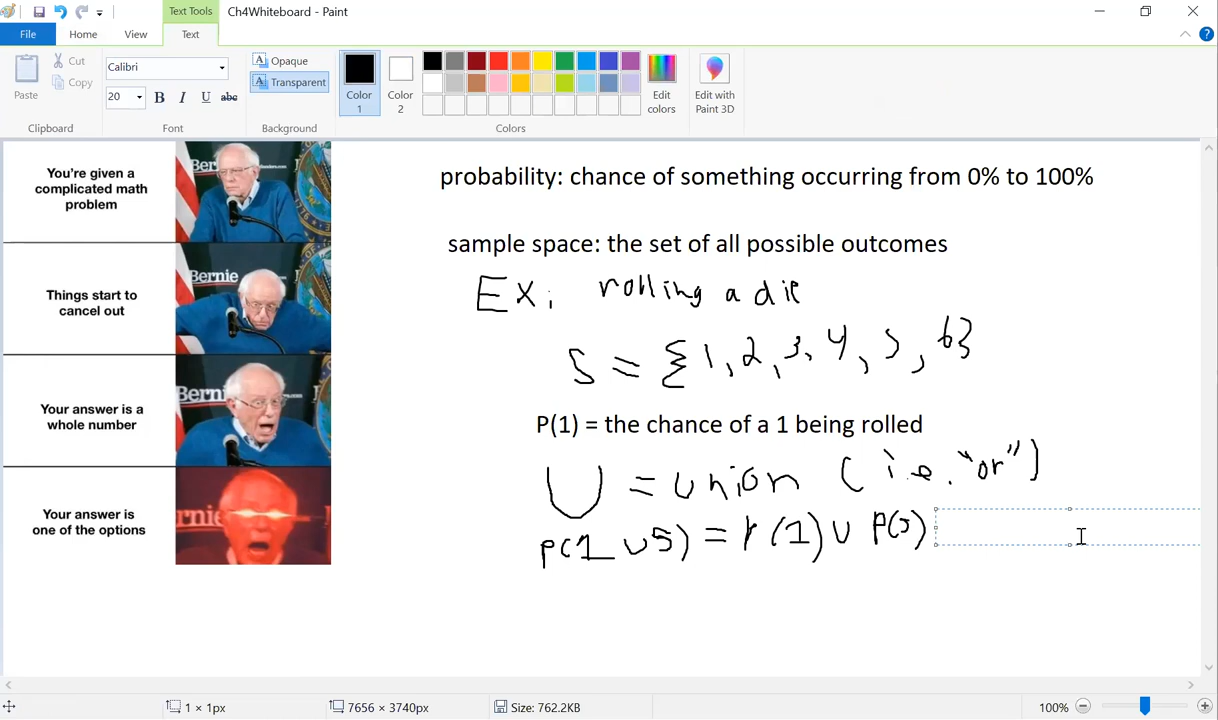 Text Tools
Ch4Whiteboard - Paint
File
Home
View
Text
Paste
Cut
Copy
Clipboard
Calibri
20
B I U abc
Font
Opaque
Transparent
Background
Color 1
Color 2
Edit colors
Edit with Paint 3D
Colors
You're given a
complicated math
problem
Bernie
Things start to
cancel out
Bernie
Your answer is a
whole number
Bernie
Your answer is
one of the options
probability: chance of something occurring from 0% to 100%
sample space: the set of all possible outcomes
Ex: rolling a die
S = {1, 2, 3, 4, 5, 6}
P(1) = the chance of a 1 being rolled
U = union (i.e. "or")
P(1 ∪ 5) = P(1) ∪ P(5)
1 × 1px
7656 × 3740px
Size: 762.2KB
100%